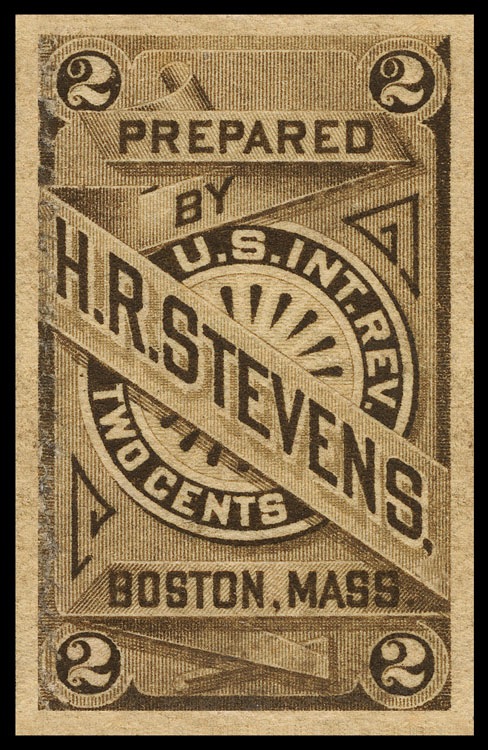 2 2
PREPARED
BY
U.S. INT. REV.
H.R. STEVENS,
TWO CENTS
BOSTON, MASS.
2 2